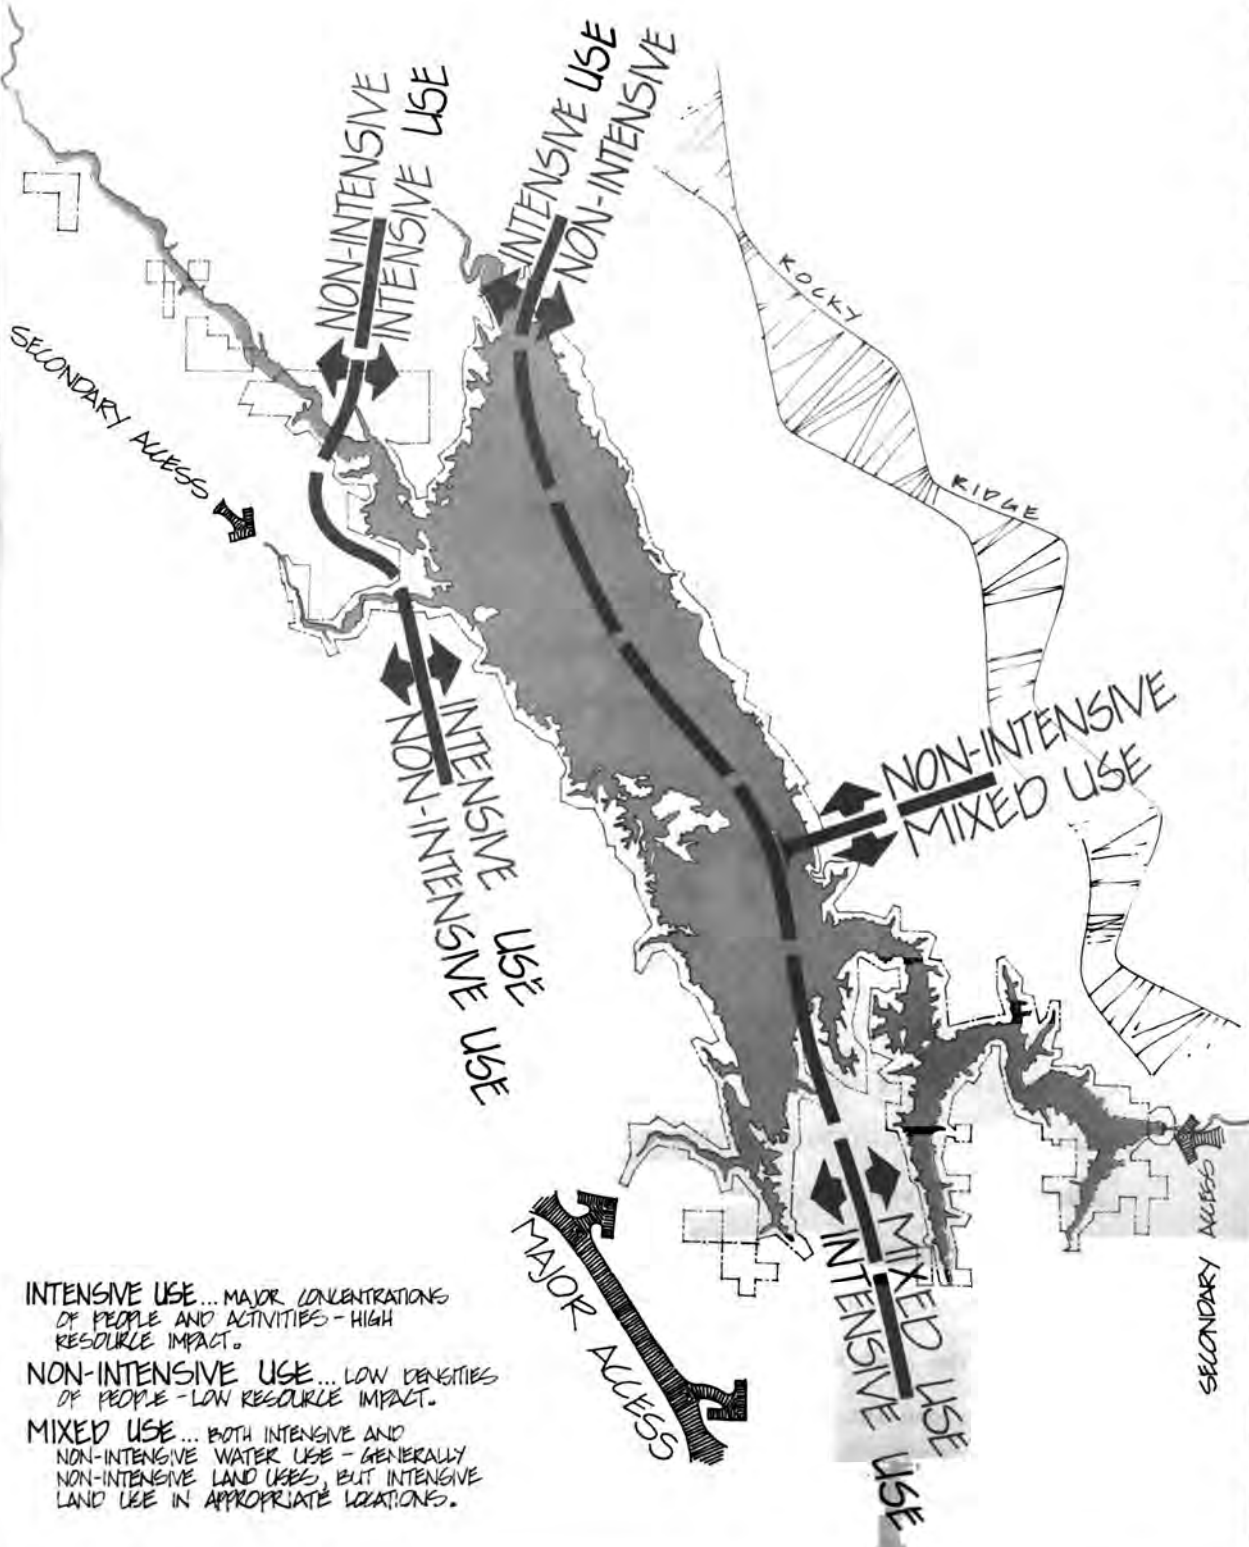 NON-INTENSIVE
INTENSIVE USE
INTENSIVE USE
NON-INTENSIVE
ROCKY
RIDGE
SECONDARY ACCESS
INTENSIVE USE
NON-INTENSIVE USE
NON-INTENSIVE
MIXED USE
MAJOR ACCESS
MIXED USE
INTENSIVE USE
SECONDARY ACCESS
INTENSIVE USE... MAJOR CONCENTRATIONS
OF PEOPLE AND ACTIVITIES - HIGH
RESOURCE IMPACT.
NON-INTENSIVE USE... LOW DENSITIES
OF PEOPLE - LOW RESOURCE IMPACT.
MIXED USE... BOTH INTENSIVE AND
NON-INTENSIVE WATER USE - GENERALLY
NON-INTENSIVE LAND USES, BUT INTENSIVE
LAND USE IN APPROPRIATE LOCATIONS.